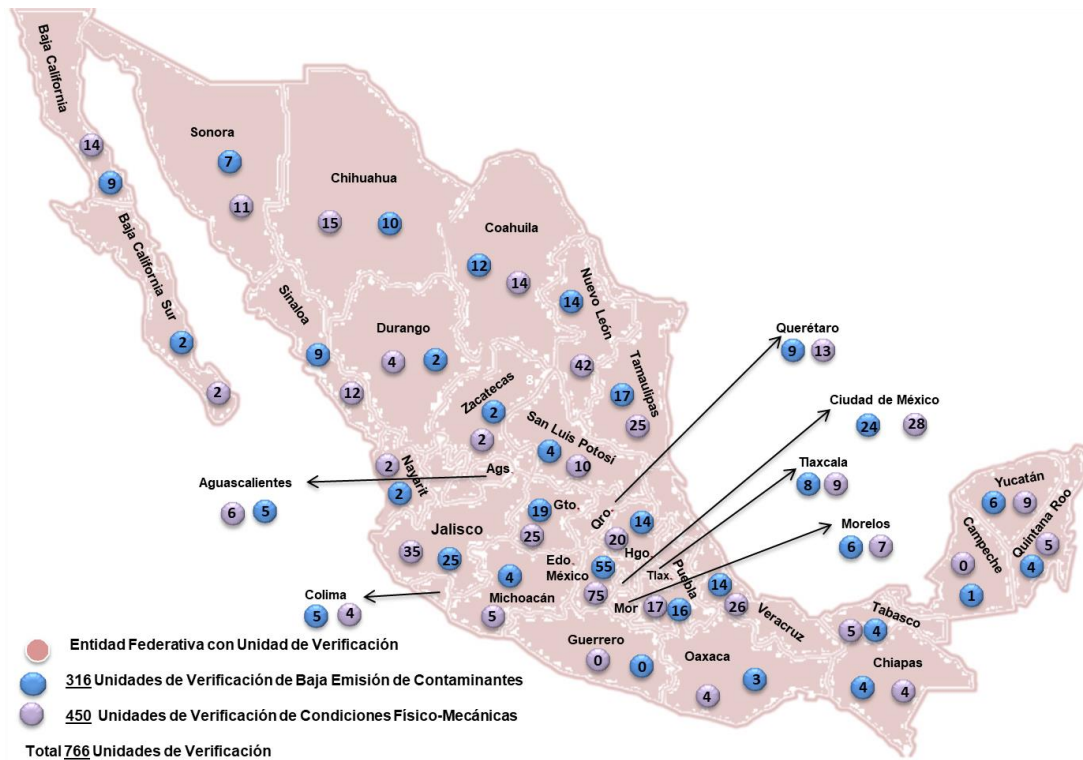 Baja California
14
9
Sonora
7
11
Chihuahua
15
10
Coahuila
12
14
Nuevo León
14
42
Baja California Sur
2
2
Sinaloa
9
12
Durango
4
2
Tamaulipas
17
25
Zacatecas
2
2
8
San Luis Potosí
4
10
Querétaro
9 13
Ciudad de México
24 28
Tlaxcala
8 9
Morelos
6 7
Nayarit
2
2
Ags.
Aguascalientes
6 5
Jalisco
35
25
19
Gto.
25
Qro.
14
20
Hgo.
Edo.
México
55
75
Tlax.
Mor
Puebla
17 16
14
26
Veracruz
4
Michoacán
5
Colima
5 4
Guerrero
0 0
Oaxaca
4
3
Tabasco
5 4
Chiapas
4 4
Campeche
0
1
Yucatán
6 9
Quintana Roo
5
4
Entidad Federativa con Unidad de Verificación
316 Unidades de Verificación de Baja Emisión de Contaminantes
450 Unidades de Verificación de Condiciones Físico-Mecánicas
Total 766 Unidades de Verificación